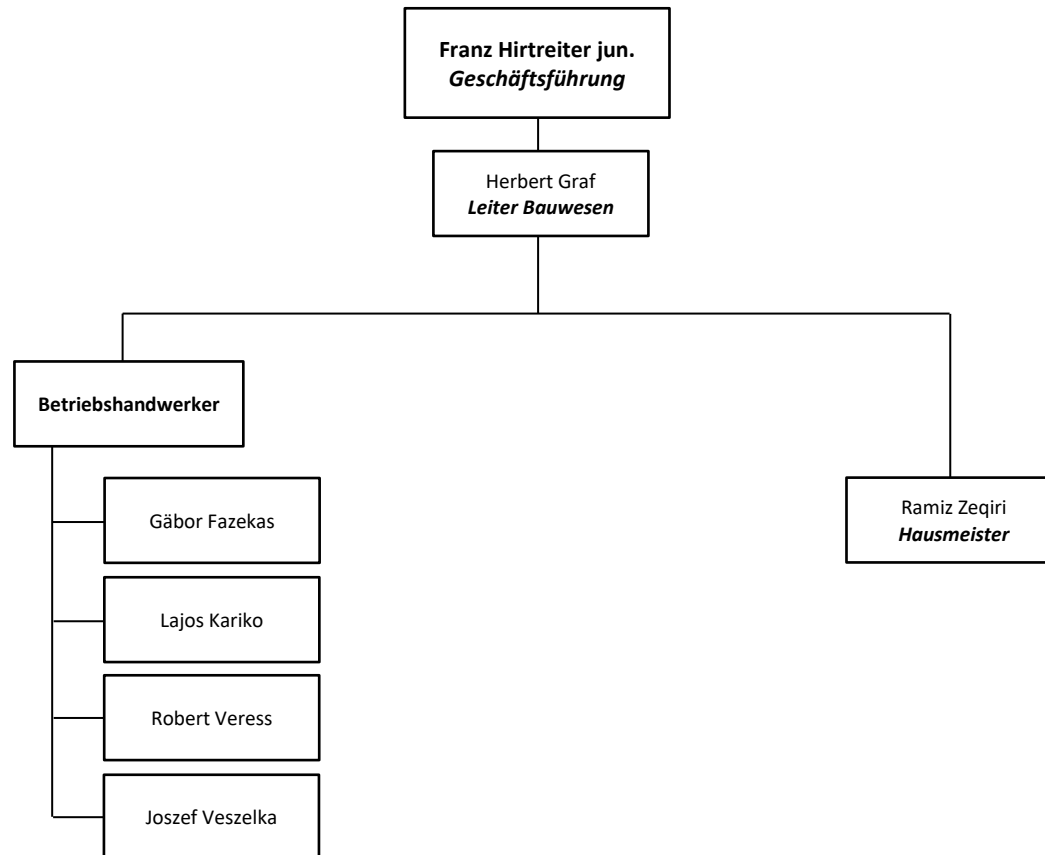 Franz Hirtreiter jun.
Geschäftsführung
Herbert Graf
Leiter Bauwesen
Betriebshandwerker
Gäbor Fazekas
Lajos Kariko
Robert Veress
Joszef Veszelka
Ramiz Zeqiri
Hausmeister